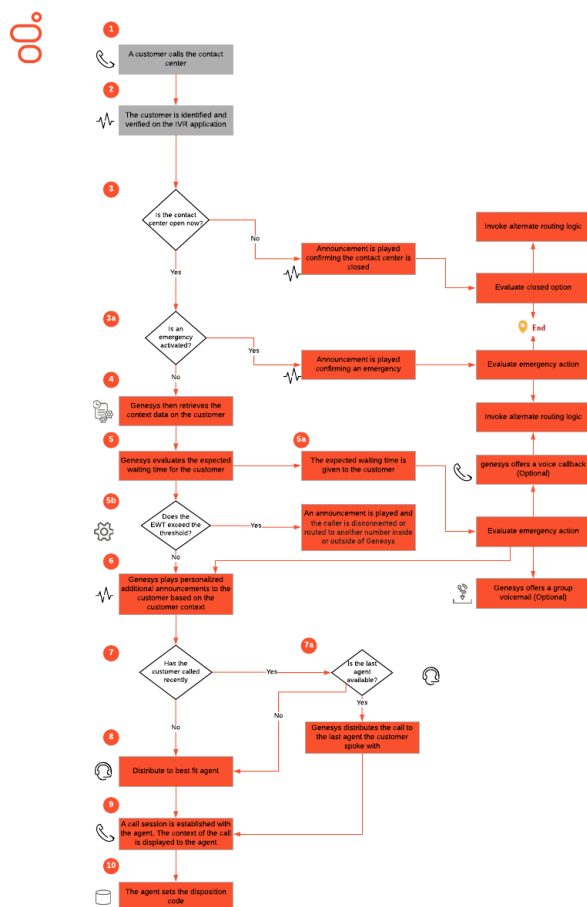 1
A customer calls the contact
center
2
The customer is identified and
verified on the IVR application
3
Is the contact
center open now?
No
Yes
Announcement is played
confirming the contact center is
closed
Invoke alternate routing logic
Evaluate closed option
End
3a
Is an
emergency
activated?
Yes
No
Announcement is played
confirming an emergency
Evaluate emergency action
4
Genesys then retrieves the
context data on the customer
Invoke alternate routing logic
5
Genesys evaluates the expected
waiting time for the customer
5a
The expected waiting time is
given to the customer
genesys offers a voice callback
(Optional)
5b
Does the
EWT exceed the
threshold?
Yes
No
An announcement is played and
the caller is disconnected or
routed to another number inside
or outside of Genesys
Evaluate emergency action
6
Genesys plays personalized
additional announcements to the
customer based on the
customer context
Genesys offers a group
voicemail (Optional)
7
Has the
customer called
recently
Yes
No
7a
Is the last
agent
available?
Yes
No
Genesys distributes the call to
the last agent the customer
spoke with
8
Distribute to best fit agent
9
A call session is established with
the agent. The context of the call
is displayed to the agent
10
The agent sets the disposition
code